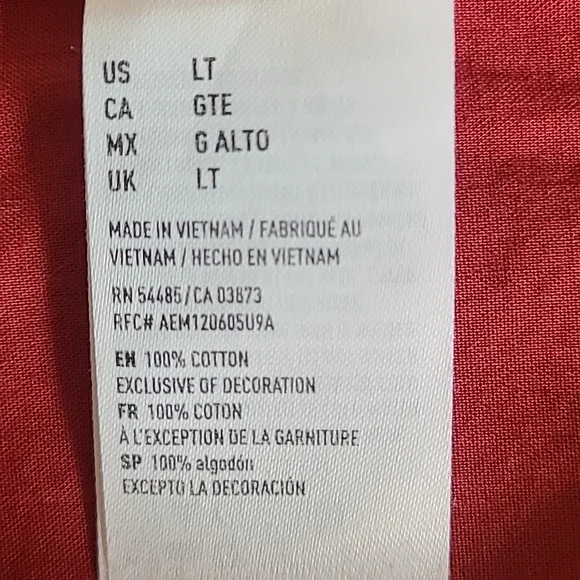 US LT
CA GTE
MX G ALTO
UK LT
MADE IN VIETNAM / FABRIQUÉ AU
VIETNAM / HECHO EN VIETNAM
RN 54485/CA 03873
RFC# AEM120605U9A
EN 100% COTTON
EXCLUSIVE OF DECORATION
FR 100% COTON
À L'EXCEPTION DE LA GARNITURE
SP 100% algodón
EXCEPTO LA DECORACIÓN